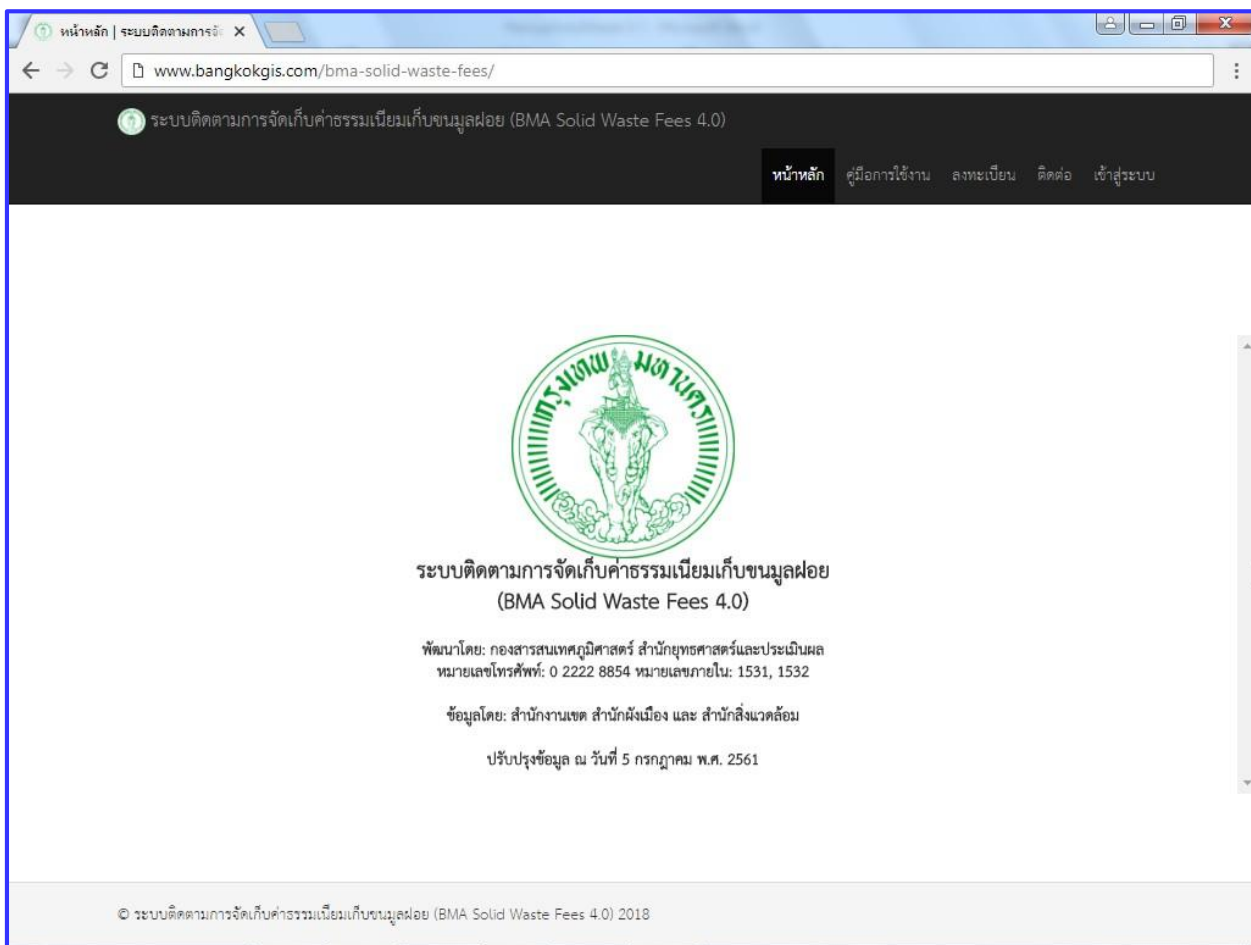 หน้าหลัก | ระบบติดตามการจั
www.bangkokgis.com/bma-solid-waste-fees/
ระบบติดตามการจัดเก็บค่าธรรมเนียมเก็บขนมูลฝอย (BMA Solid Waste Fees 4.0)
หน้าหลัก คู่มือการใช้งาน ลงทะเบียน ติดต่อ เข้าสู่ระบบ
กรุงเทพมหานคร
ระบบติดตามการจัดเก็บค่าธรรมเนียมเก็บขนมูลฝอย
(BMA Solid Waste Fees 4.0)
พัฒนาโดย: กองสารสนเทศภูมิศาสตร์ สำนักยุทธศาสตร์และประเมินผล
หมายเลขโทรศัพท์: 0 2222 8854 หมายเลขภายใน: 1531, 1532
ข้อมูลโดย: สำนักงานเขต สำนักผังเมือง และ สำนักสิ่งแวดล้อม
ปรับปรุงข้อมูล ณ วันที่ 5 กรกฎาคม พ.ศ. 2561
© ระบบติดตามการจัดเก็บค่าธรรมเนียมเก็บขนมูลฝอย (BMA Solid Waste Fees 4.0) 2018